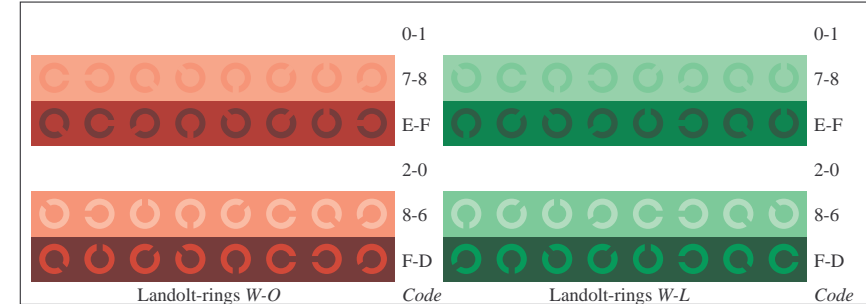 0-1 0-1
7-8 7-8
E-F E-F
2-0 2-0
8-6 8-6
F-D F-D
Landolt-rings W-O Code Landolt-rings W-L Code